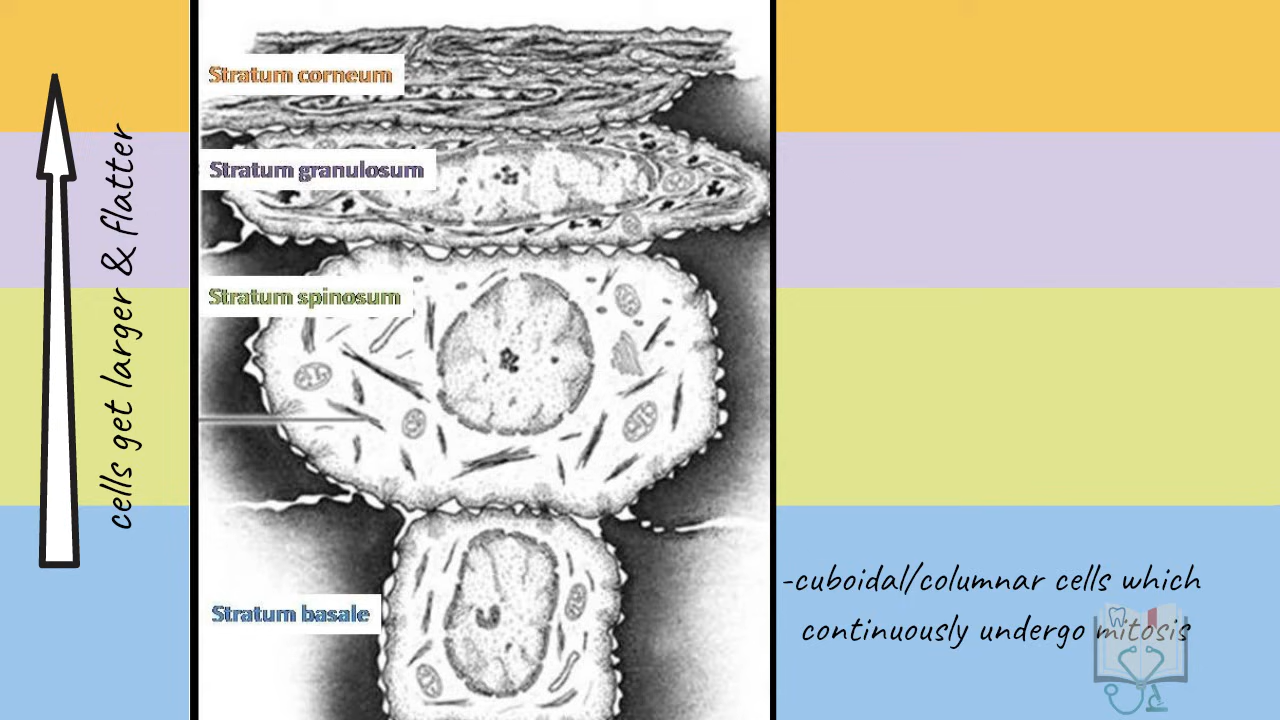 Stratum corneum
Stratum granulosum
Stratum spinosum
Stratum basale
cells get larger & flatter
-cuboidal/columnar cells which
continuously undergo mitosis